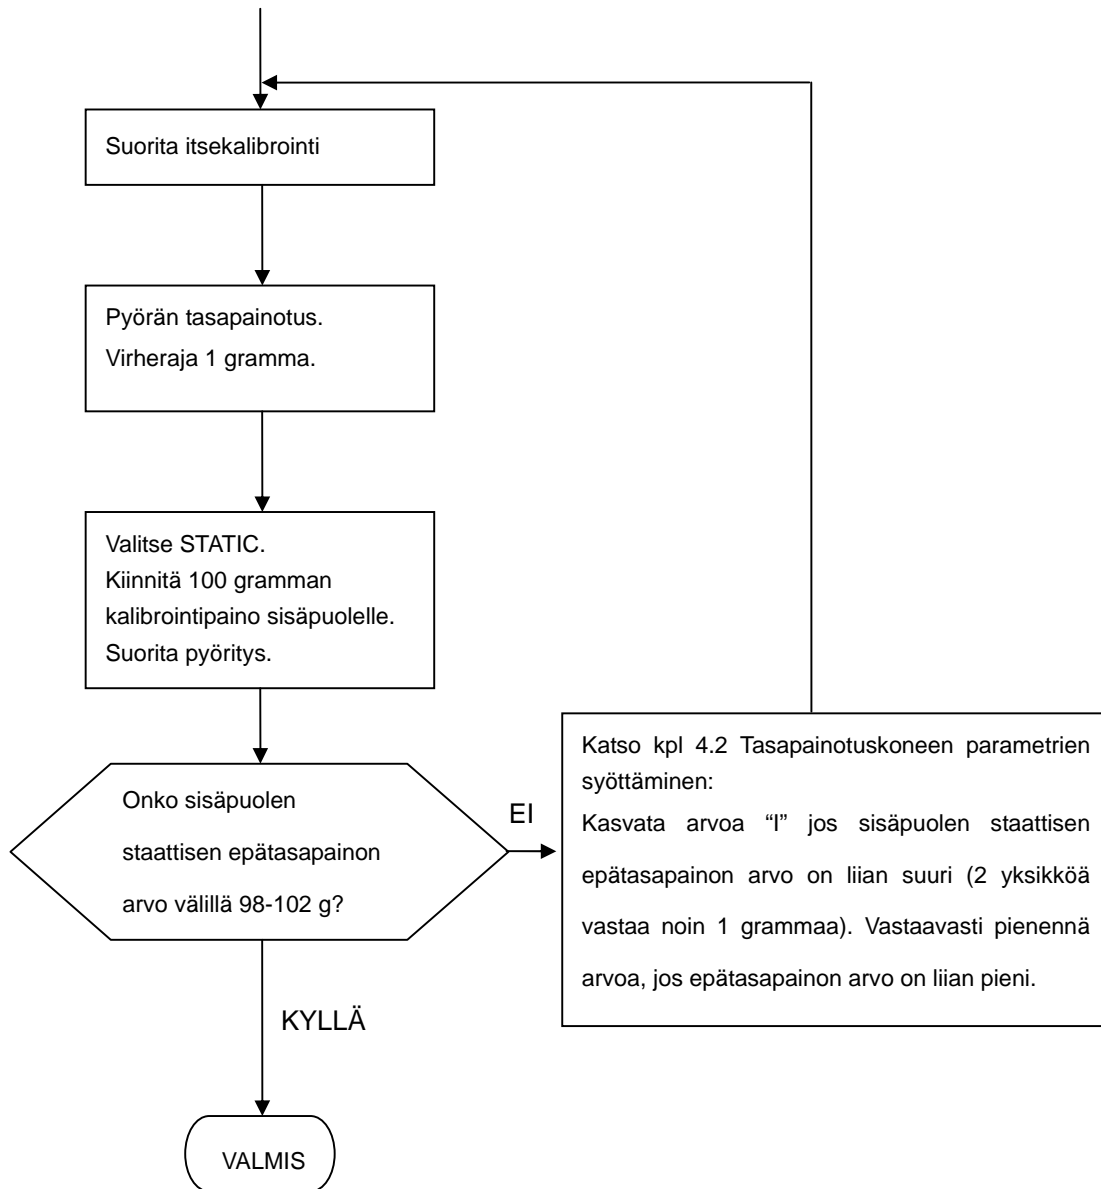 Suorita itsekalibrointi
Pyörän tasapainotus.
Virheraja 1 gramma.
Valitse STATIC.
Kiinnitä 100 gramman
kalibrointipaino sisäpuolelle.
Suorita pyöritys.
Onko sisäpuolen
staattisen epätasapainon
arvo välillä 98-102 g?
EI
Katso kpl 4.2 Tasapainotuskoneen parametrien
syöttäminen:
Kasvata arvoa “I” jos sisäpuolen staattisen
epätasapainon arvo on liian suuri (2 yksikköä
vastaa noin 1 grammaa). Vastaavasti pienennä
arvoa, jos epätasapainon arvo on liian pieni.
KYLLÄ
VALMIS